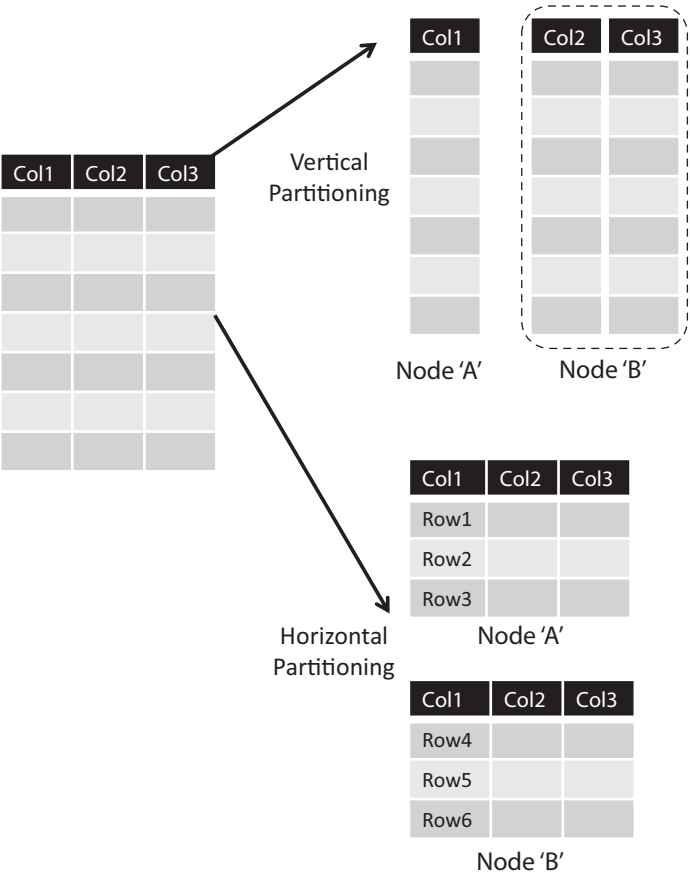 Col1 Col2 Col3
Vertical
Partitioning
Col1
Node ‘A’
Col2 Col3
Node ‘B’
Horizontal
Partitioning
Col1 Col2 Col3
Row1
Row2
Row3
Node ‘A’
Col1 Col2 Col3
Row4
Row5
Row6
Node ‘B’